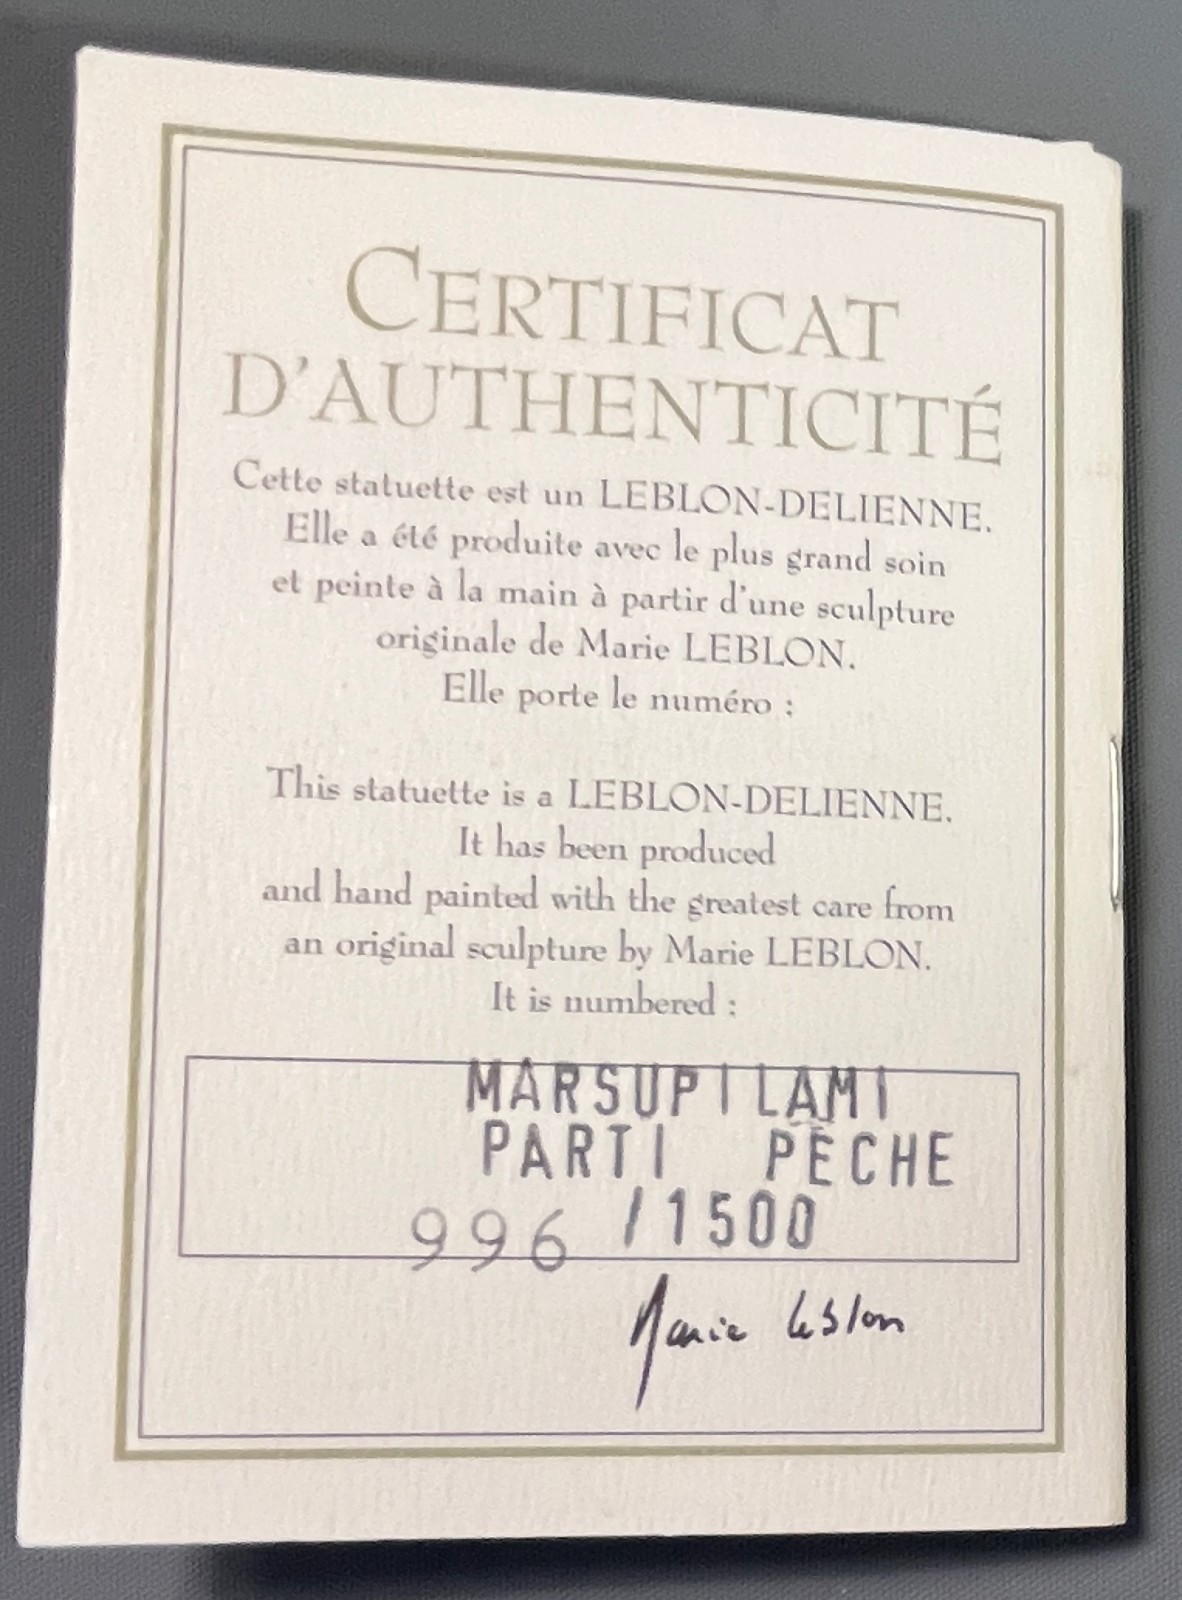 CERTIFICAT
D'AUTHENTICITÉ
Cette statuette est un LEBLON-DELIENNE.
Elle a été produite avec le plus grand soin
et peinte à la main à partir d'une sculpture
originale de Marie LEBLON.
Elle porte le numéro :
This statuette is a LEBLON-DELIENNE.
It has been produced
and hand painted with the greatest care from
an original sculpture by Marie LEBLON.
It is numbered :
MARSUPILAMI
PARTI PÊCHE
996 /1500
Marie Leblon